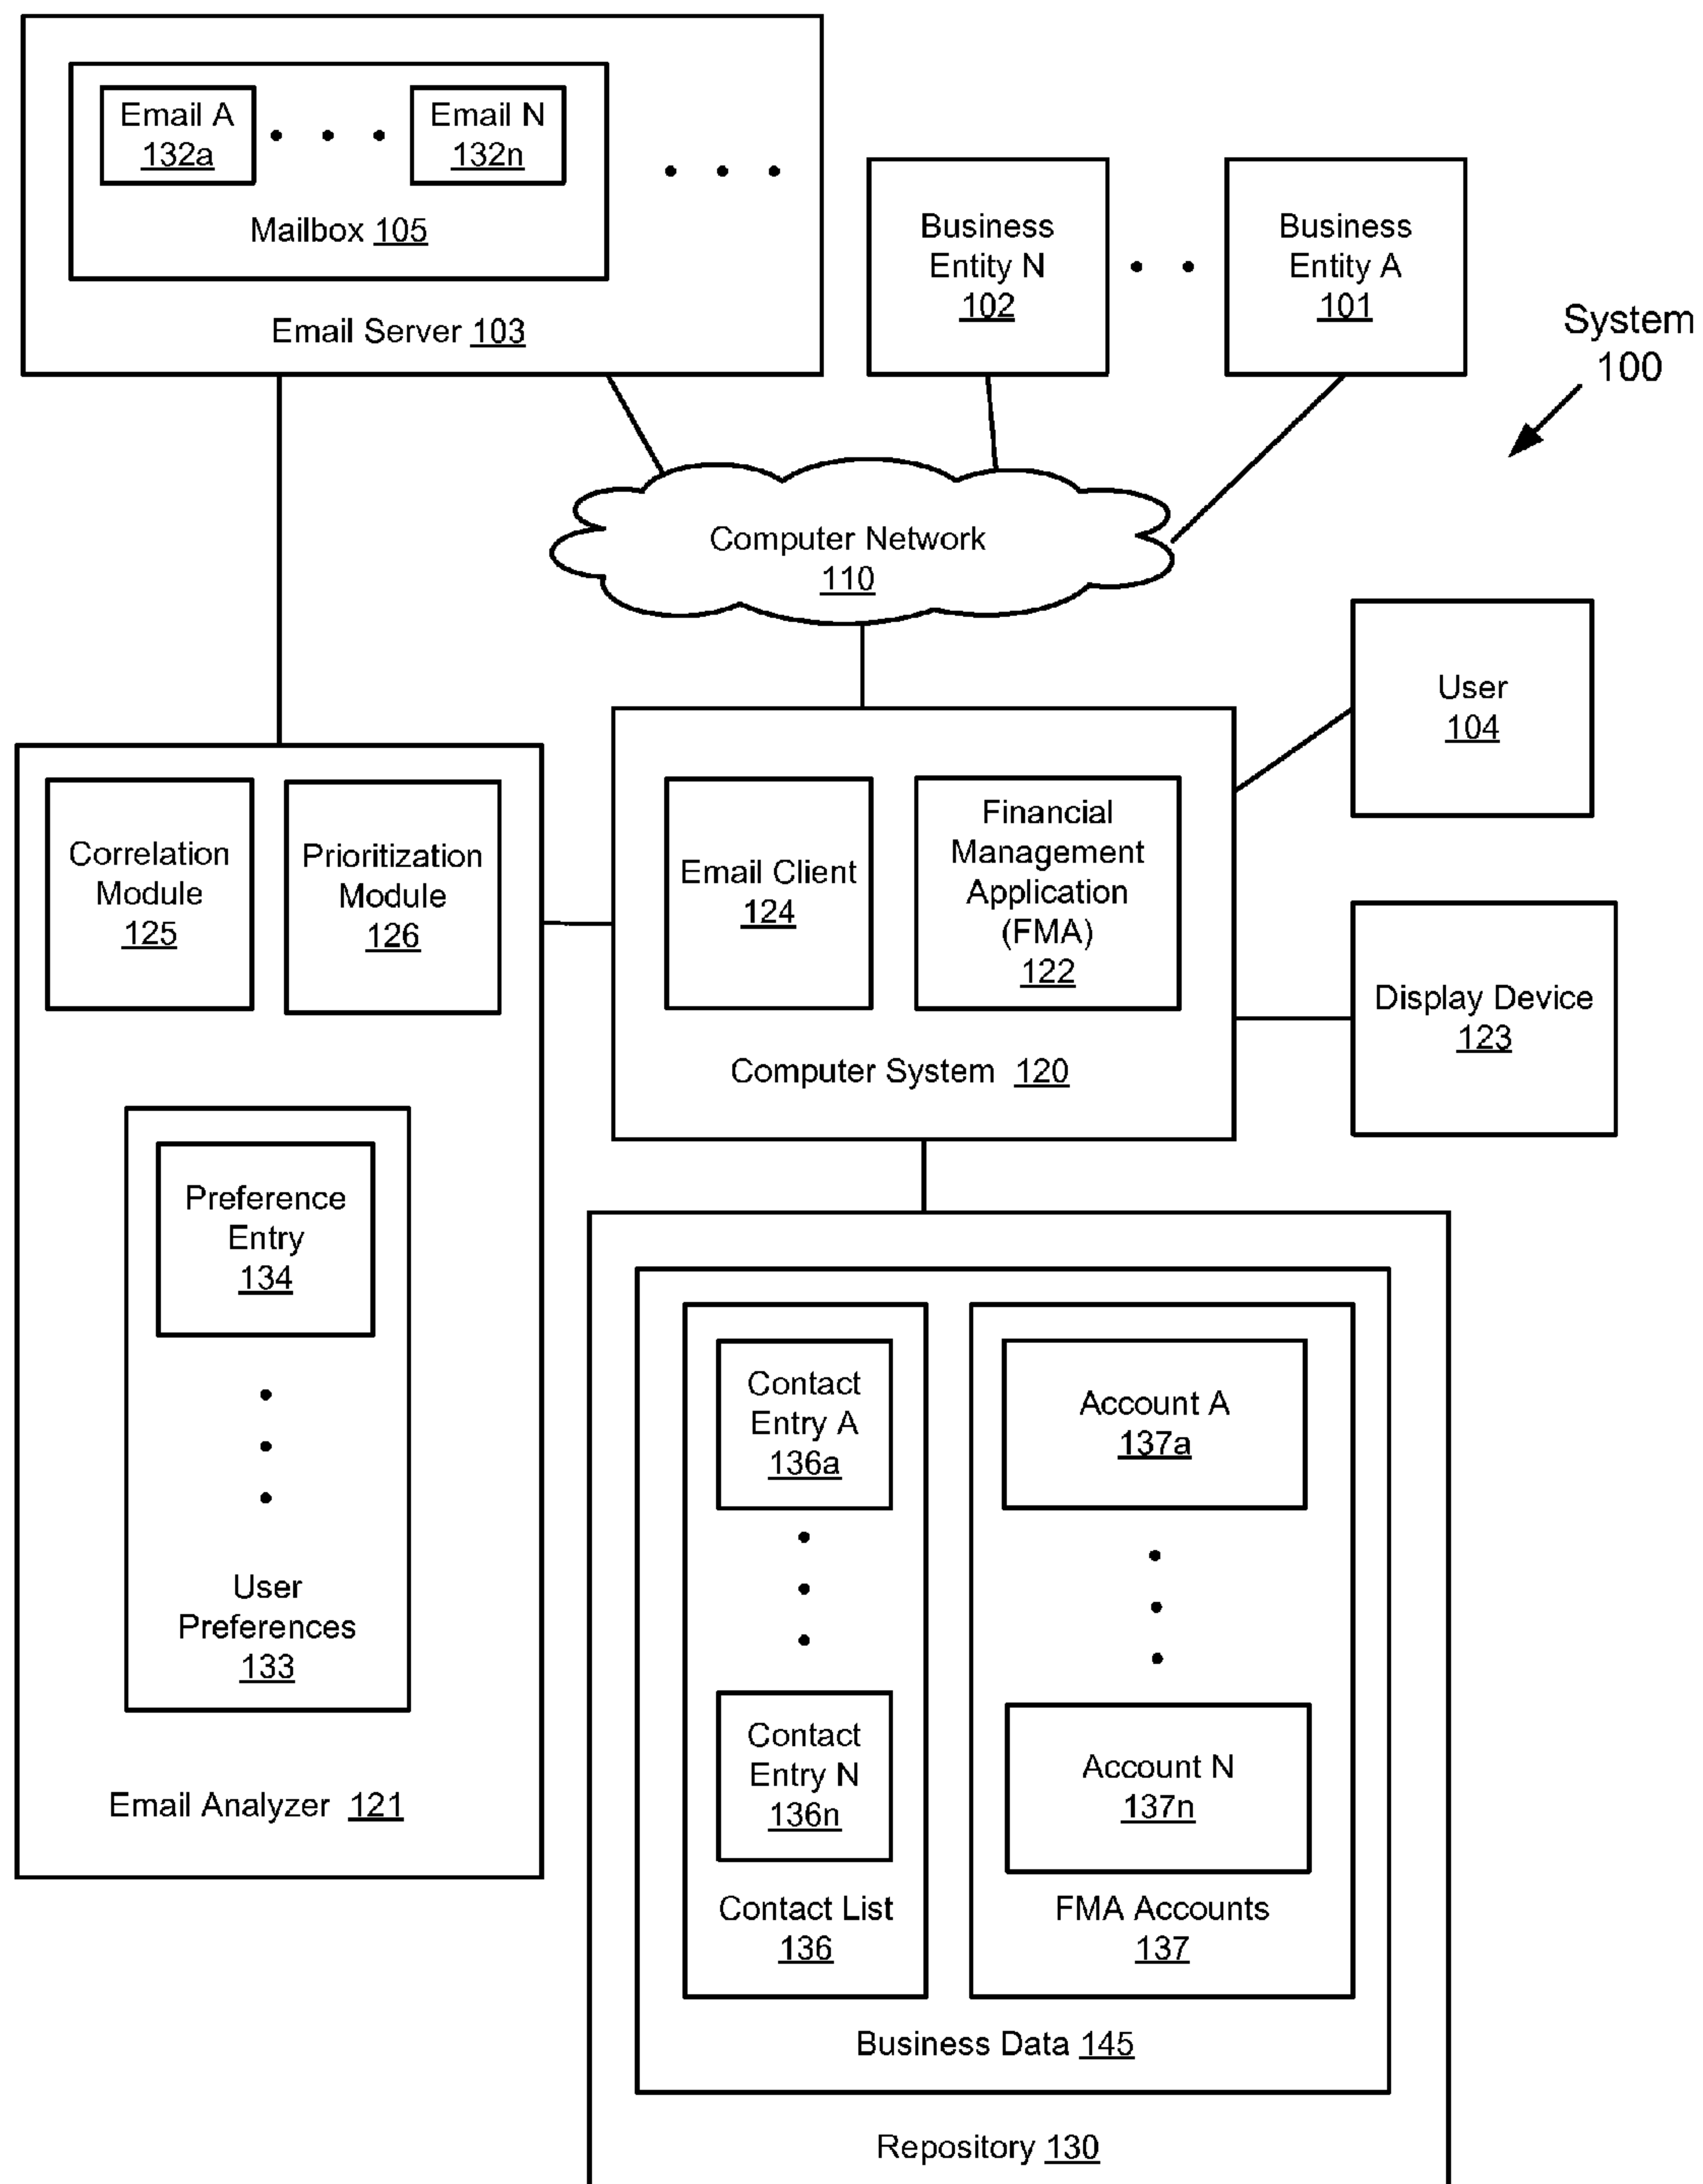 Email A
132a
Email N
132n
Mailbox 105
Email Server 103
Business
Entity N
102
Business
Entity A
101
System
100
Computer Network
110
User
104
Correlation
Module
125
Prioritization
Module
126
Email Client
124
Financial
Management
Application
(FMA)
122
Computer System 120
Display Device
123
Preference
Entry
134
User
Preferences
133
Email Analyzer 121
Contact
Entry A
136a
Contact
Entry N
136n
Contact List
136
Account A
137a
Account N
137n
FMA Accounts
137
Business Data 145
Repository 130